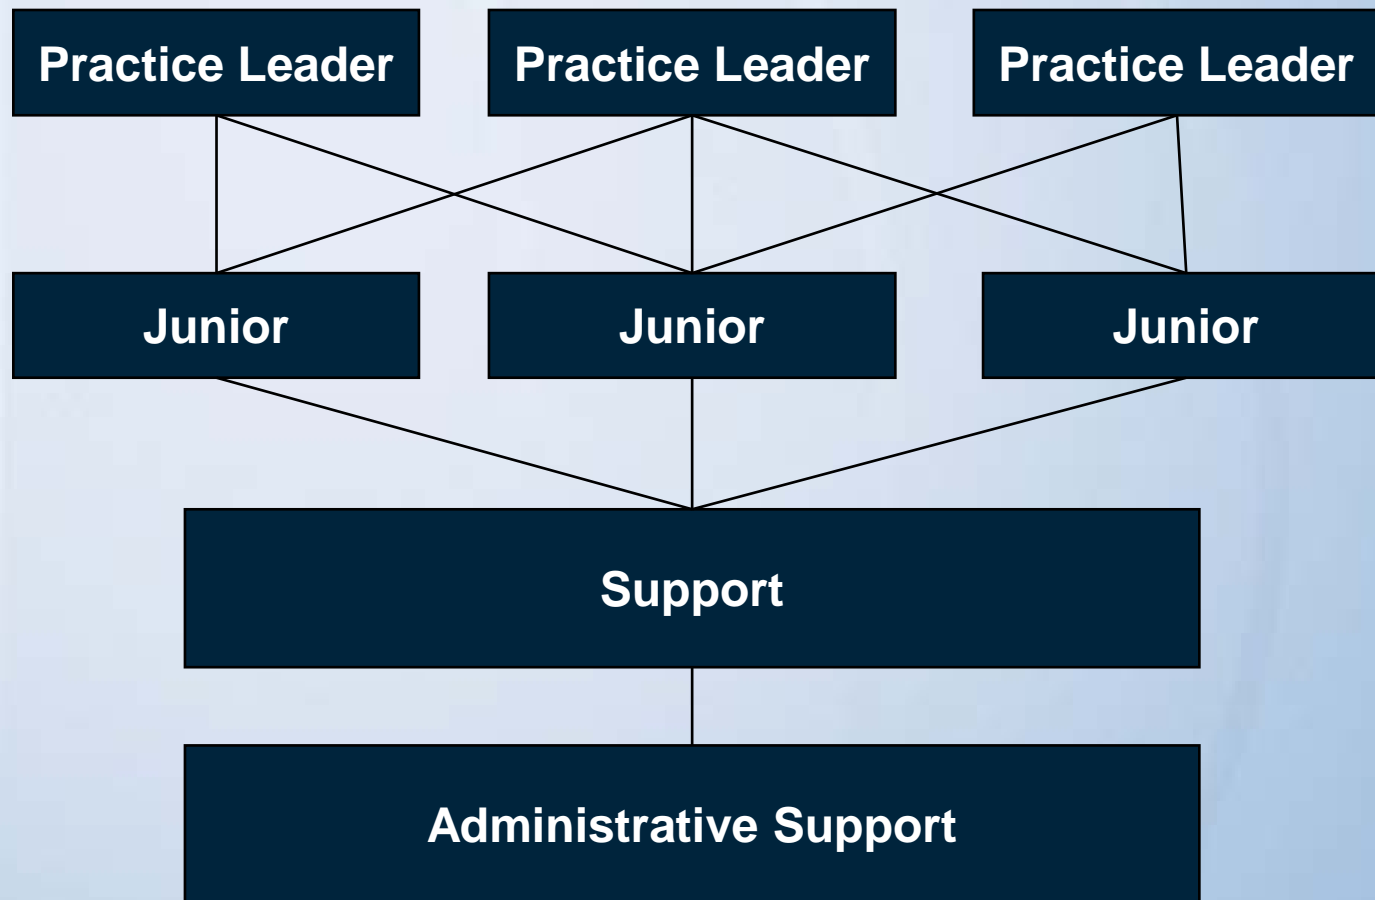 Practice Leader
Practice Leader
Practice Leader
Junior
Junior
Junior
Support
Administrative Support